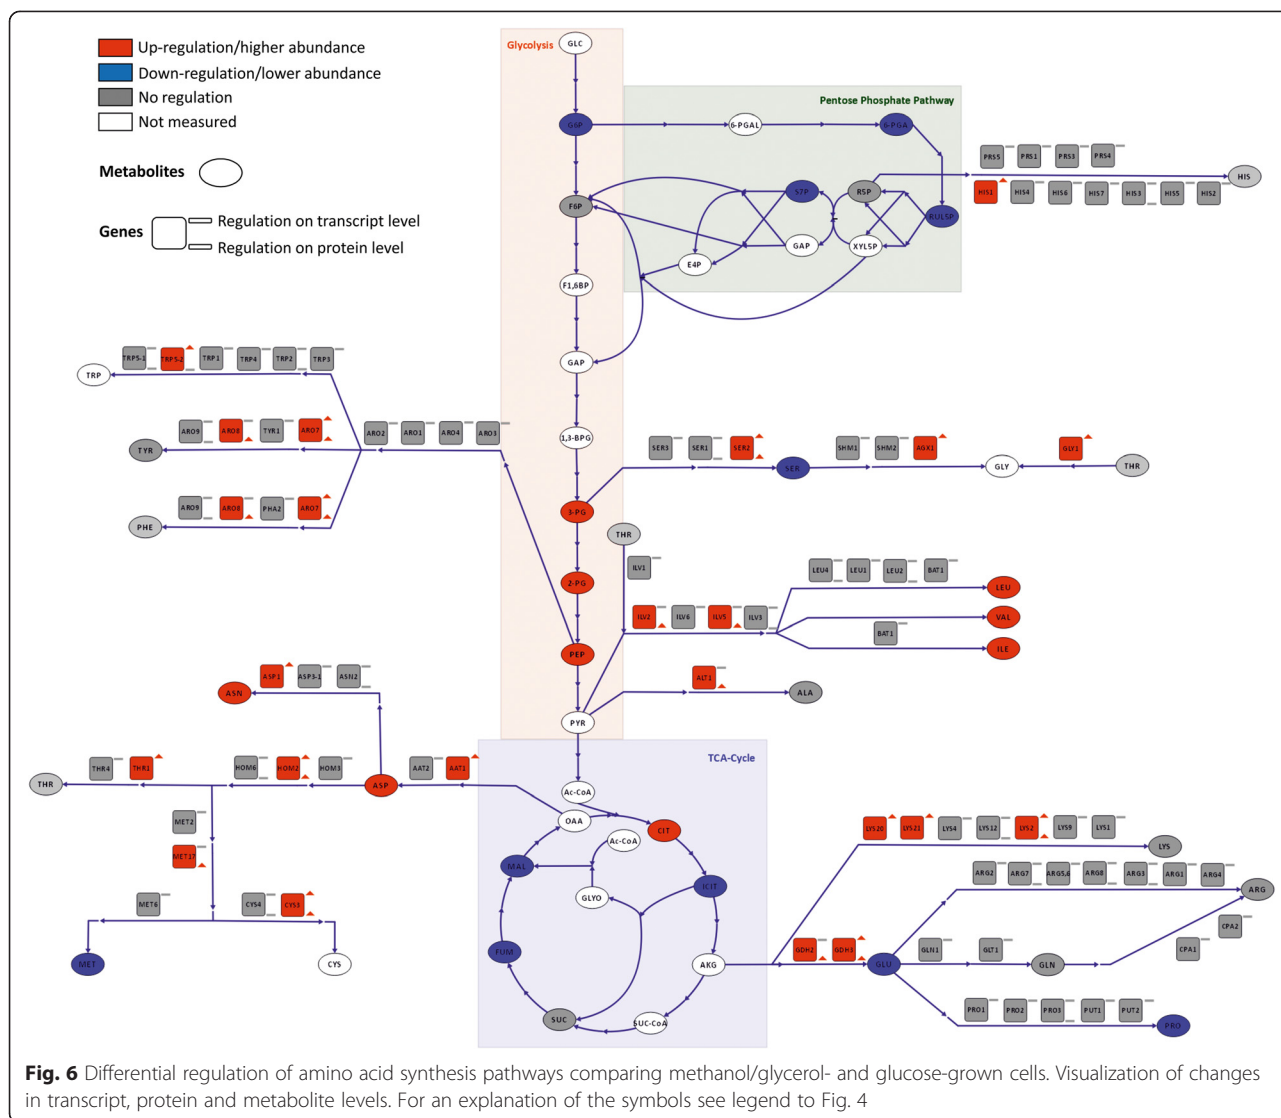 Up-regulation/higher abundance
Down-regulation/lower abundance
No regulation
Not measured
Metabolites
Genes
Regulation on transcript level
Regulation on protein level
Glycolysis
GLC
Pentose Phosphate Pathway
G6P
6-PGAL
6-PGA
PRS5 PRS1 PRS3 PRS4
HIS
HIS1 HIS4 HIS6 HIS7 HIS3 HIS5 HIS2
F6P
S7P
R5P
RUL5P
GAP
XYL5P
E4P
F1,6BP
GAP
TRP5-1 TRP5-2 TRP1 TRP4 TRP2 TRP3
TRP
1,3-BPG
ARO9 ARO8 TYR1 ARO7
ARO2 ARO1 ARO4 ARO3
TYR
SER3 SER1 SER2
SER
SHM1 SHM2 AGX1
GLY
GLY1
THR
ARO9 ARO8 PHA2 ARO7
PHE
3-PG
THR
ILV1
2-PG
LEU4 LEU1 LEU2 BAT1
LEU
ILV2 ILV6 ILV5 ILV3
VAL
BAT1
ILE
PEP
ASP1 ASP3-1 ASN2
ASN
ALT1
ALA
PYR
TCA-Cycle
THR4 THR1
HOM6 HOM2 HOM3
AAT2 AAT1
THR
ASP
Ac-CoA
OAA
CIT
Ac-CoA
MET2
MET17
MAL
ICIT
GLYO
LYS20 LYS21 LYS4 LYS12 LYS2 LYS9 LYS1
LYS
ARG2 ARG7 ARG5,6 ARG8 ARG3 ARG1 ARG4
ARG
MET6
CYS4 CYS3
CPA2
CPA1
MET
CYS
FUM
AKG
GDH2 GDH3
GLU
GLN1 GLT1
GLN
SUC
SUC-CoA
PRO1 PRO2 PRO3 PUT1 PUT2
PRO
Fig. 6 Differential regulation of amino acid synthesis pathways comparing methanol/glycerol- and glucose-grown cells. Visualization of changes
in transcript, protein and metabolite levels. For an explanation of the symbols see legend to Fig. 4